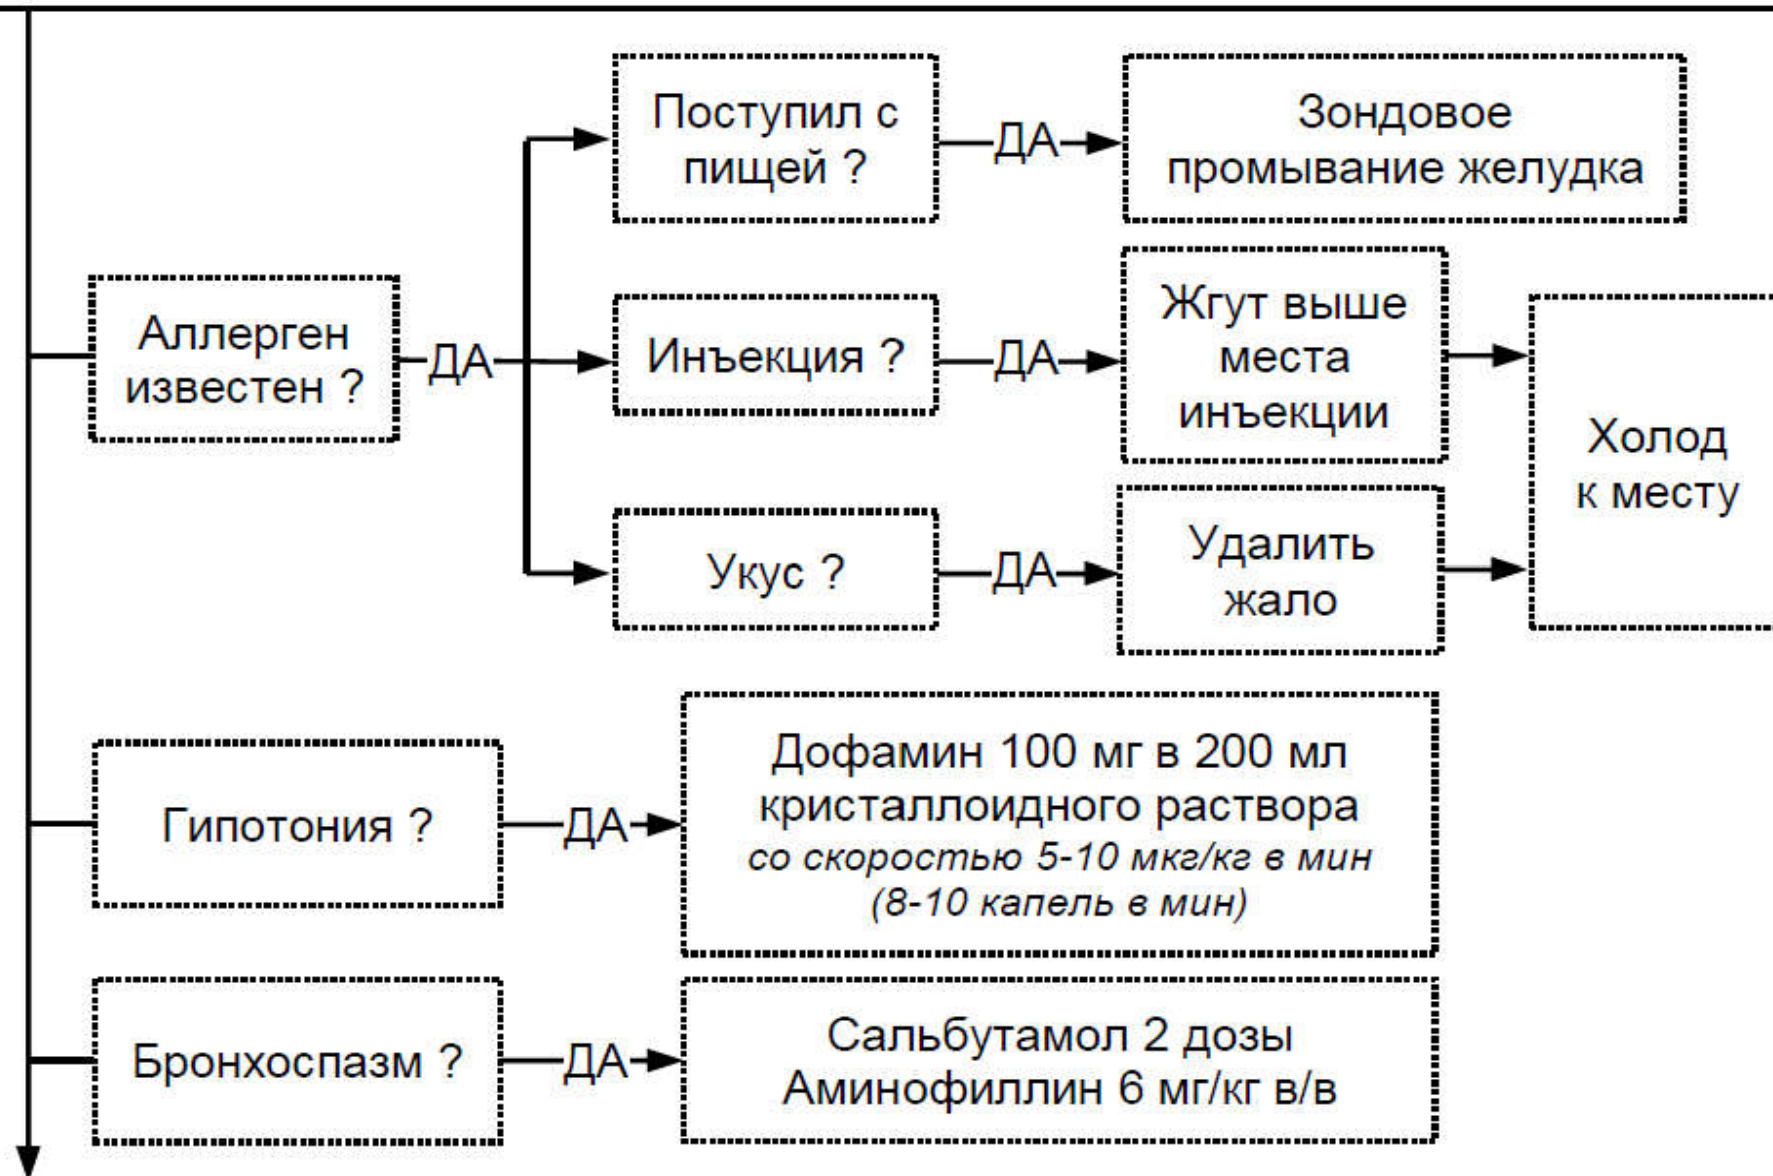 Поступил с
пищей ?
ДА
Зондовое
промывание желудка
Аллерген
известен ?
ДА
Инъекция ?
ДА
Жгут выше
места
инъекции
Холод
к месту
Укус ?
ДА
Удалить
жало
Гипотония ?
ДА
Дофамин 100 мг в 200 мл
кристаллоидного раствора
со скоростью 5-10 мкг/кг в мин
(8-10 капель в мин)
Бронхоспазм ?
ДА
Сальбутамол 2 дозы
Аминофиллин 6 мг/кг в/в